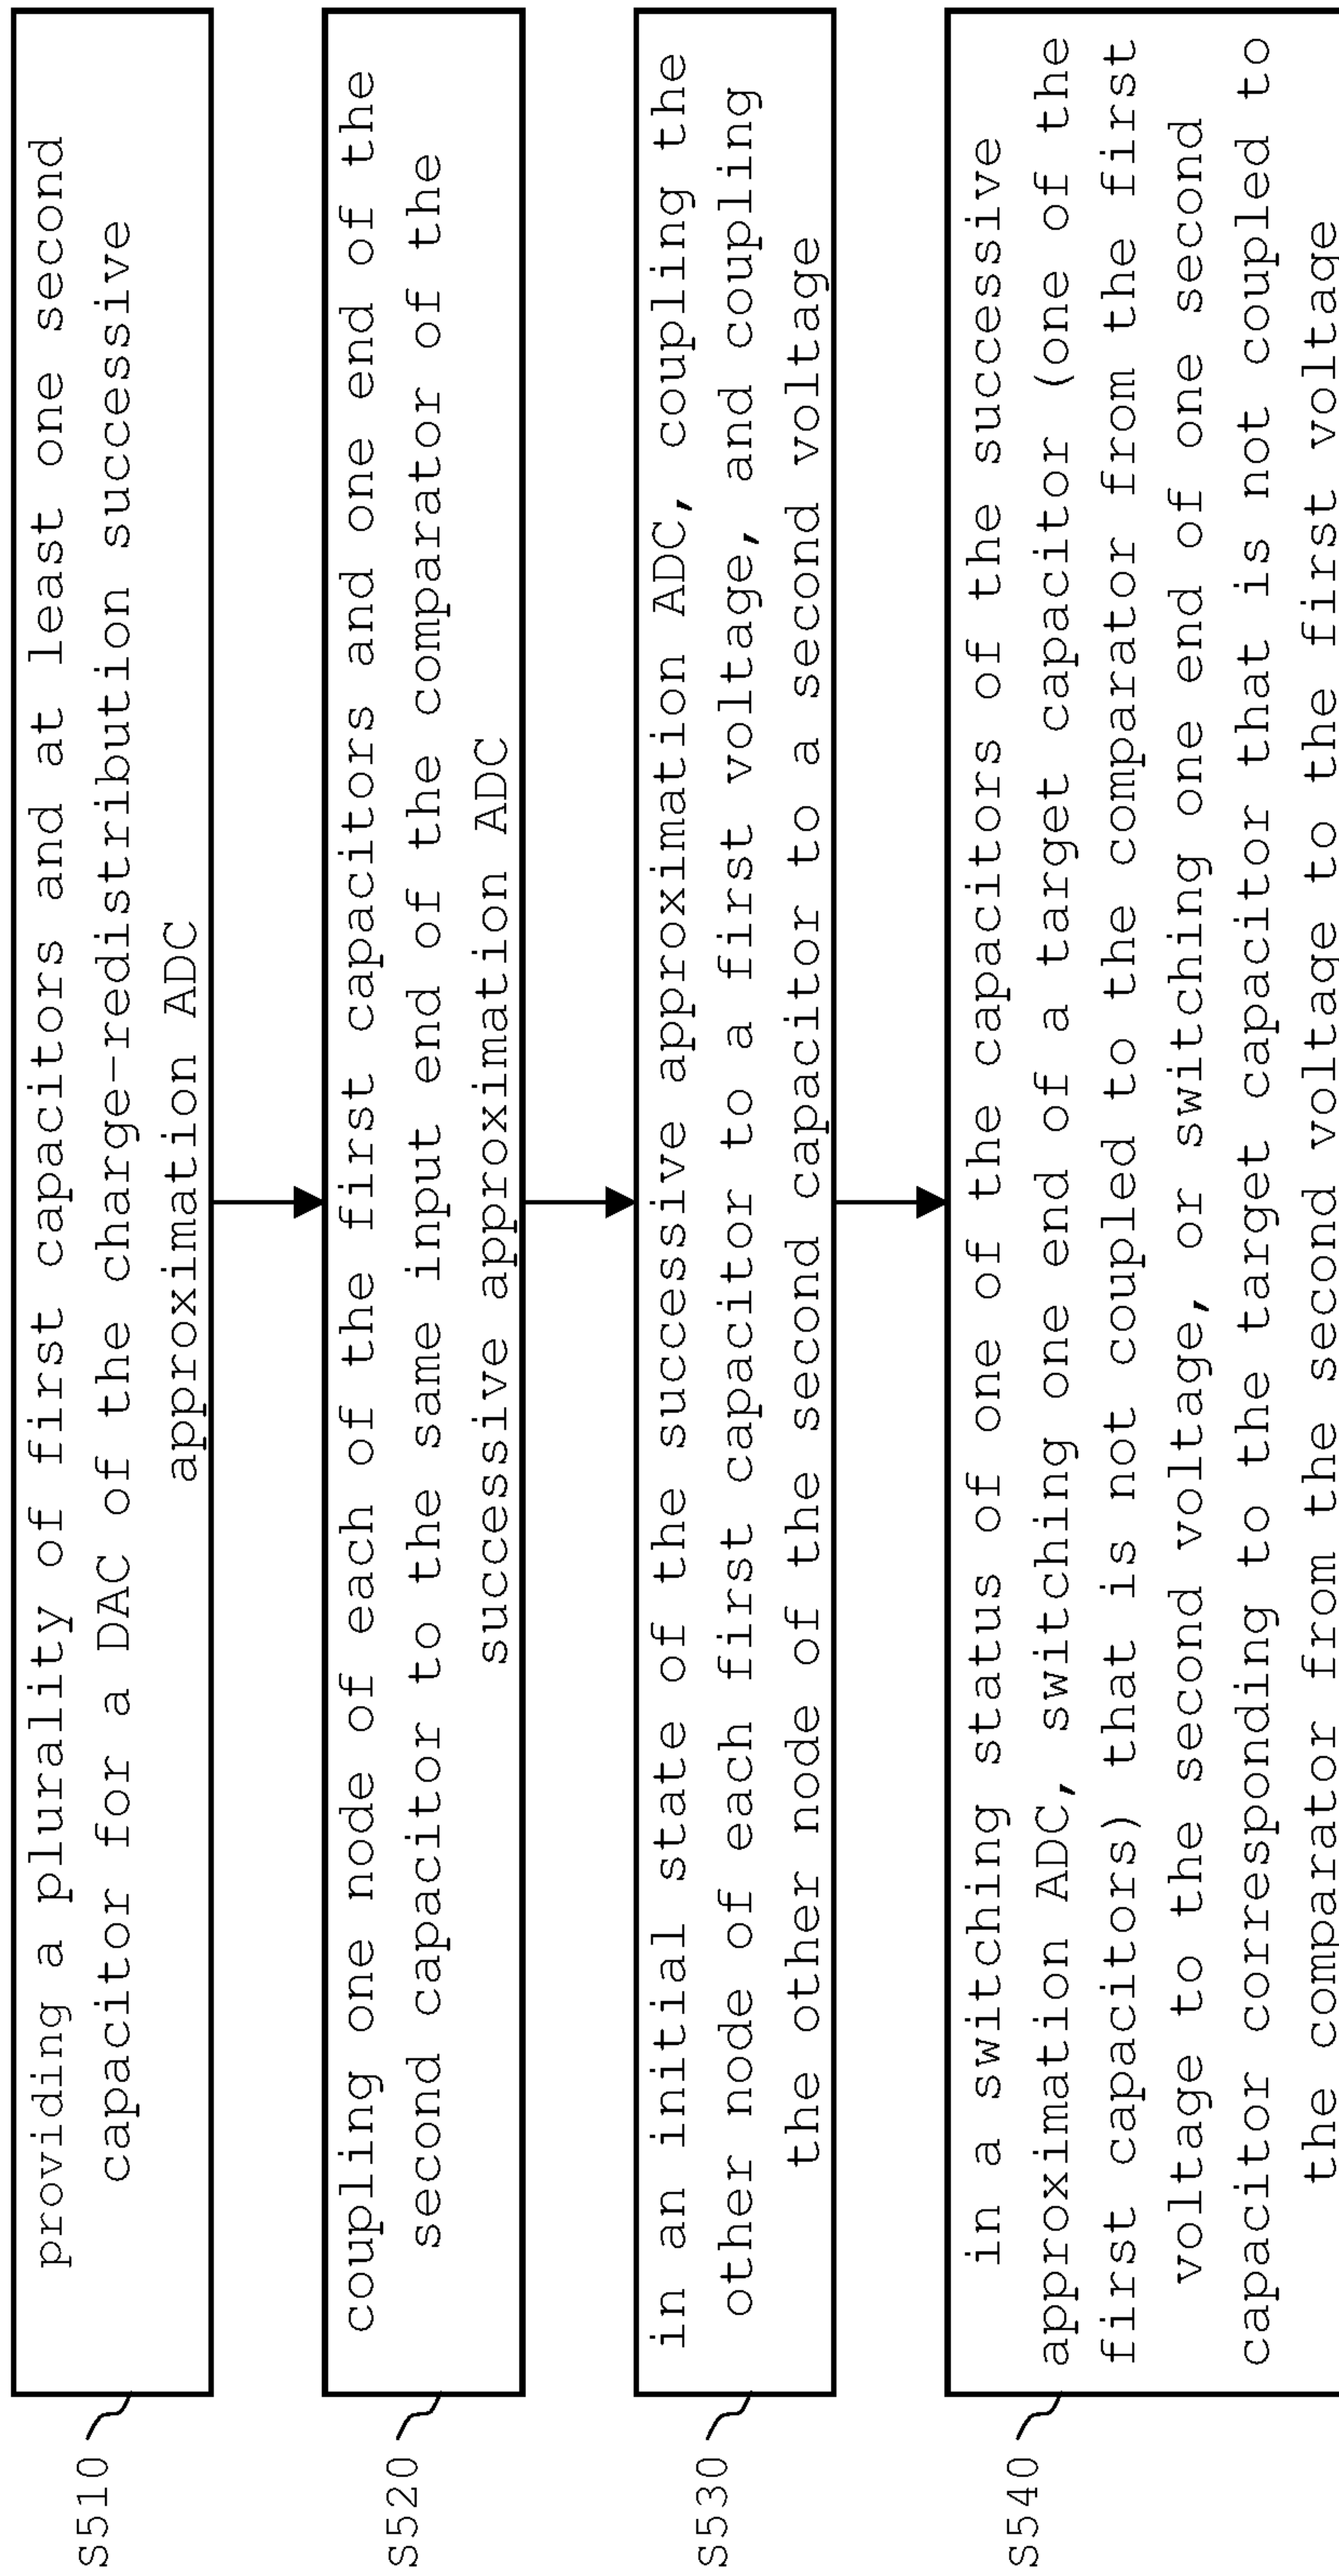 S510
providing a plurality of first capacitors and at least one second
capacitor for a DAC of the charge-redistribution successive
approximation ADC
S520
coupling one node of each of the first capacitors and one end of the
second capacitor to the same input end of the comparator of the
successive approximation ADC
S530
in an initial state of the successive approximation ADC, coupling the
other node of each first capacitor to a first voltage, and coupling
the other node of the second capacitor to a second voltage
S540
in a switching status of one of the capacitors of the successive
approximation ADC, switching one end of a target capacitor (one of the
first capacitors) that is not coupled to the comparator from the first
voltage to the second voltage, or switching one end of one second
capacitor corresponding to the target capacitor that is not coupled to
the comparator from the second voltage to the first voltage